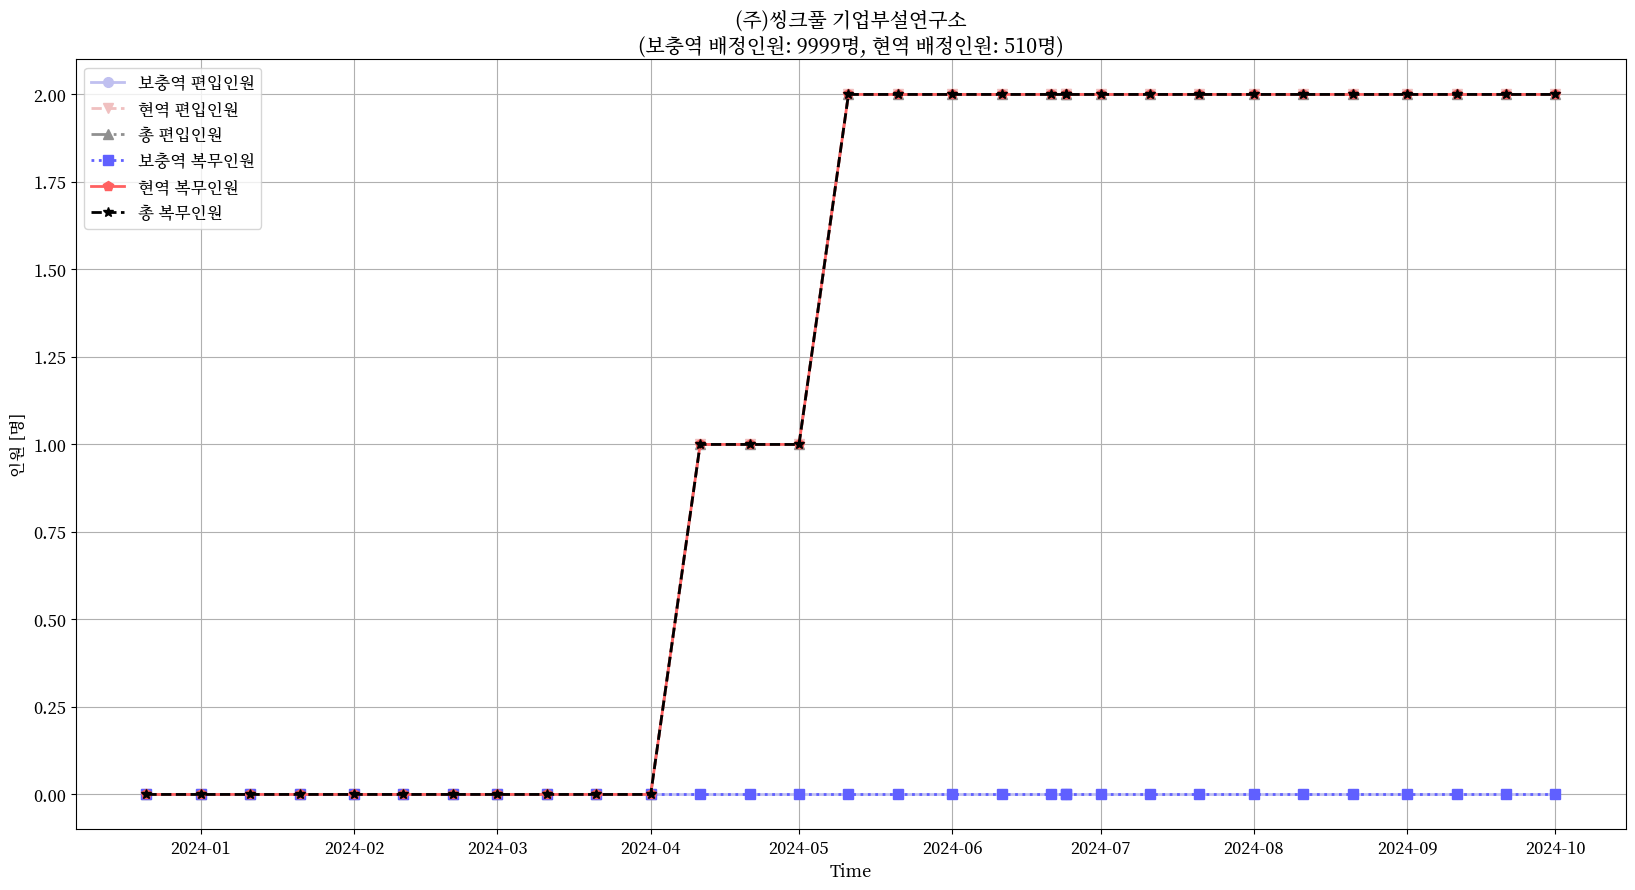 (주)씽크풀 기업부설연구소
(보충역 배정인원: 9999명, 현역 배정인원: 510명)
보충역 편입인원
현역 편입인원
총 편입인원
보충역 복무인원
현역 복무인원
총 복무인원
2.00
1.75
1.50
1.25
1.00
0.75
0.50
0.25
0.00
인원 [명]
2024-01 2024-02 2024-03 2024-04 2024-05 2024-06 2024-07 2024-08 2024-09 2024-10
Time